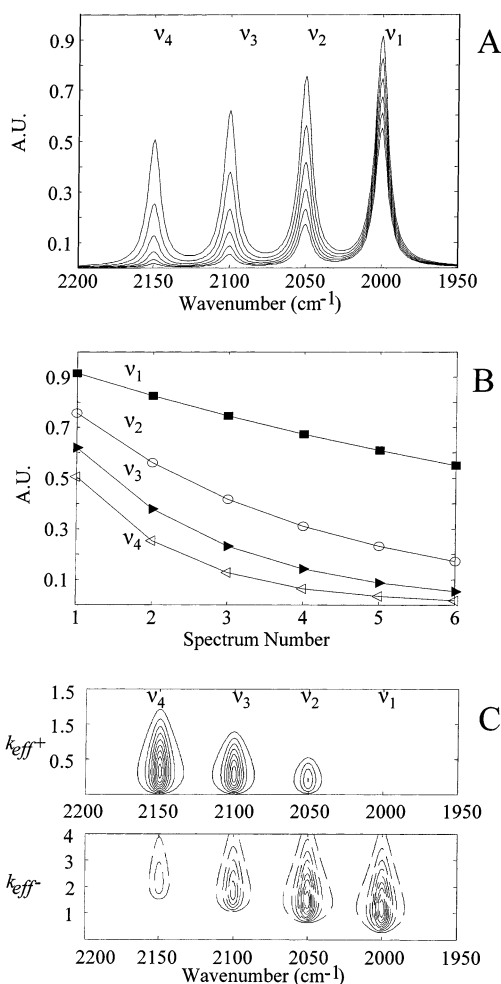 ν4 ν3 ν2 ν1 A
0.9
0.7
A.U.
0.5
0.3
0.1
2200 2150 2100 2050 2000 1950
Wavenumber (cm-1)
B
0.9
ν1
0.7
ν2
A.U.
0.5
ν3
0.3
ν4
0.1
1 2 3 4 5 6
Spectrum Number
C
ν4 ν3 ν2 ν1
1.5
1.5
keff+
0.5
2200 2150 2100 2050 2000 1950
4
3
keff-
2
1
2200 2150 2100 2050 2000 1950
Wavenumber (cm-1)